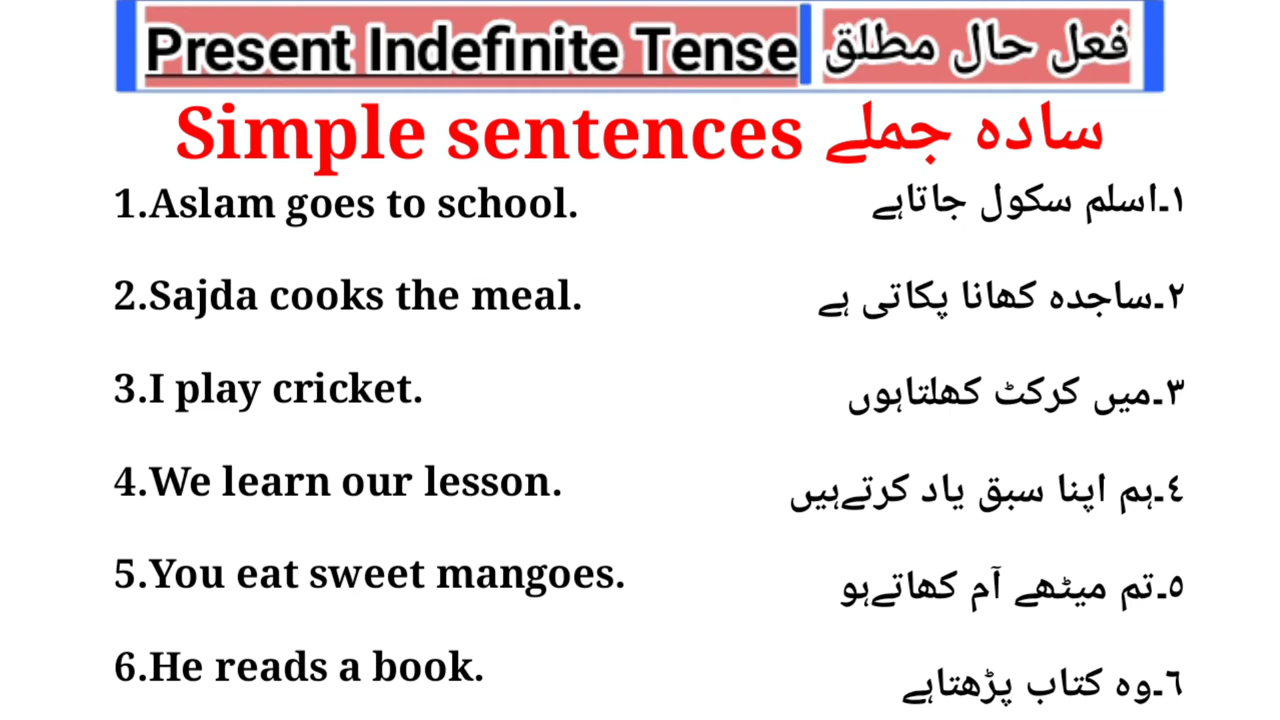 Present Indefinite Tense فعل حال مطلق
Simple sentences سادہ جملے
1.Aslam goes to school. ١۔اسلم سکول جاتاہے
2.Sajda cooks the meal. ٢۔ساجدہ کھانا پکاتی ہے
3.I play cricket. ٣۔میں کرکٹ کھلتاہوں
4.We learn our lesson. ٤۔ہم اپنا سبق یاد کرتےہیں
5.You eat sweet mangoes. ٥۔تم میٹھے آم کھاتےہو
6.He reads a book. ٦۔وہ کتاب پڑھتاہے